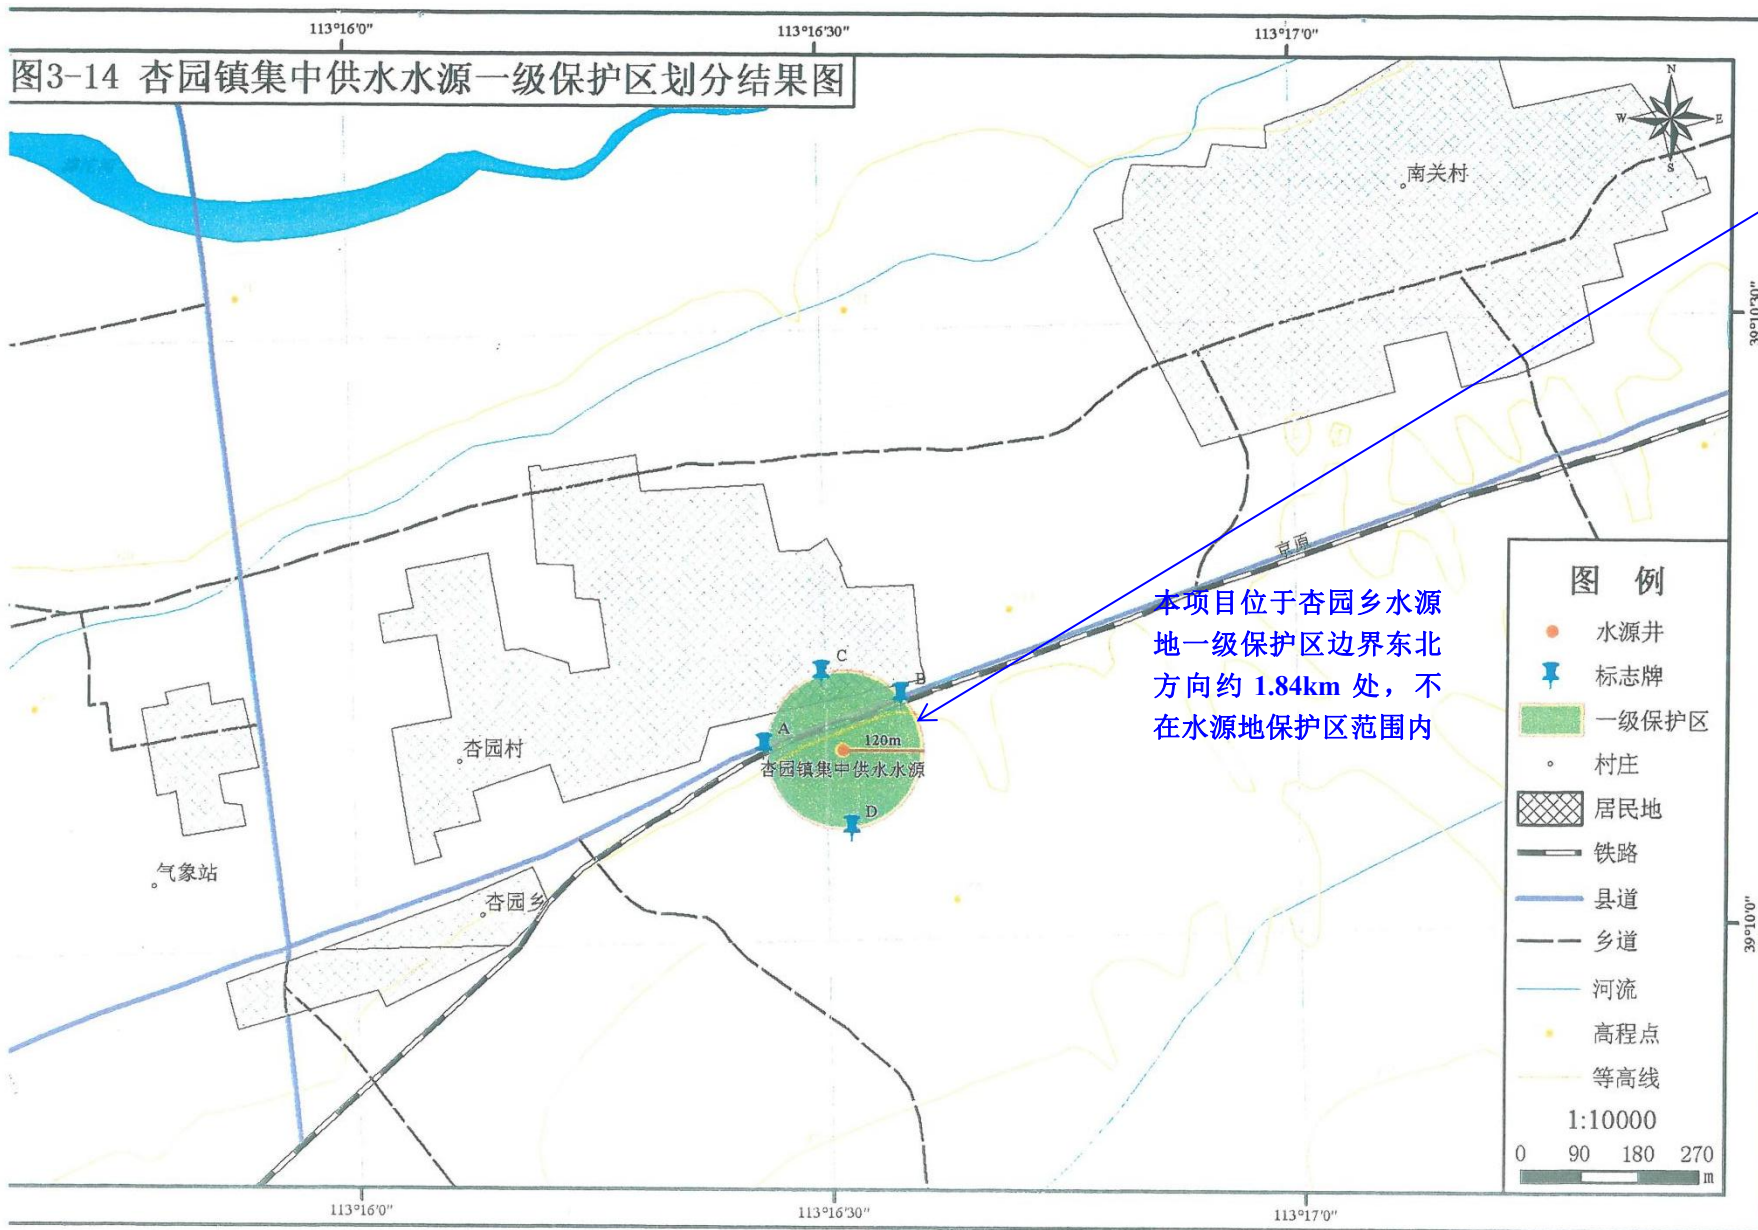 113°16′0″
113°16′30″
113°17′0″
图3-14 杏园镇集中供水水源一级保护区划分结果图
N
W
E
S
南关村
39°10′30″
京原
本项目位于杏园乡水源
地一级保护区边界东北
方向约 1.84km 处，不
在水源地保护区范围内
C
B
A
120m
杏园镇集中供水水源
D
杏园村
气象站
杏园乡
39°10′0″
图 例
水源井
标志牌
一级保护区
村庄
居民地
铁路
县道
乡道
河流
高程点
等高线
1:10000
0 90 180 270
m
113°16′0″
113°16′30″
113°17′0″